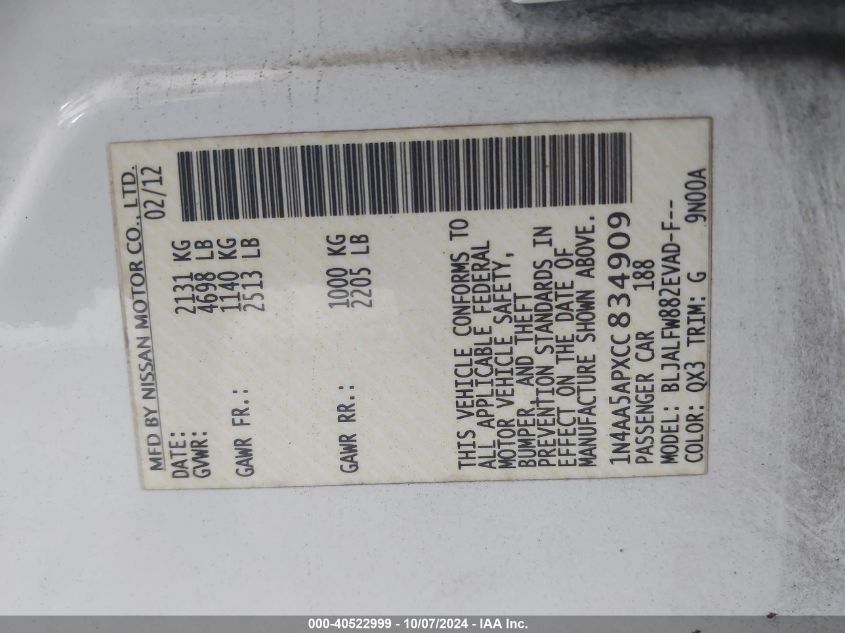 MFD BY NISSAN MOTOR CO., LTD.
DATE: 02/12
GVWR: 2131 KG
4698 LB
GAWR FR.: 1140 KG
2513 LB
GAWR RR.: 1000 KG
2205 LB
THIS VEHICLE CONFORMS TO
ALL APPLICABLE FEDERAL
MOTOR VEHICLE SAFETY,
BUMPER, AND THEFT
PREVENTION STANDARDS IN
EFFECT ON THE DATE OF
MANUFACTURE SHOWN ABOVE.
1N4AA5APXCC834909
PASSENGER CAR 188
MODEL: BLJALFW882EVAD-F--
COLOR: QX3 TRIM: G 9N00A
000-40522999 - 10/07/2024 - IAA Inc.